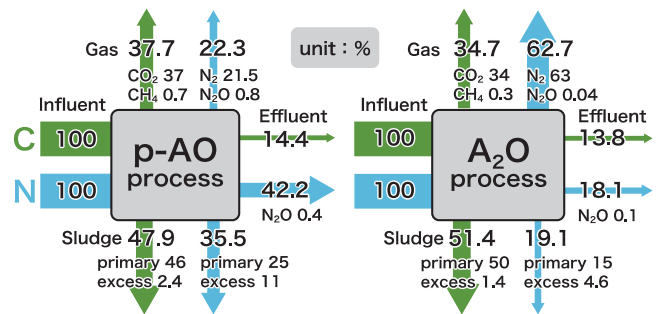 Gas 37.7 22.3
CO₂ 37 N₂ 21.5
CH₄ 0.7 N₂O 0.8
unit : %
Gas 34.7 62.7
CO₂ 34 N₂ 63
CH₄ 0.3 N₂O 0.04
Influent
C 100
N 100
p-AO
process
Effluent
14.4
42.2
N₂O 0.4
Sludge 47.9 35.5
primary 46 primary 25
excess 2.4 excess 11
Influent
100
100
A₂O
process
Effluent
13.8
18.1
N₂O 0.1
Sludge 51.4 19.1
primary 50 primary 15
excess 1.4 excess 4.6